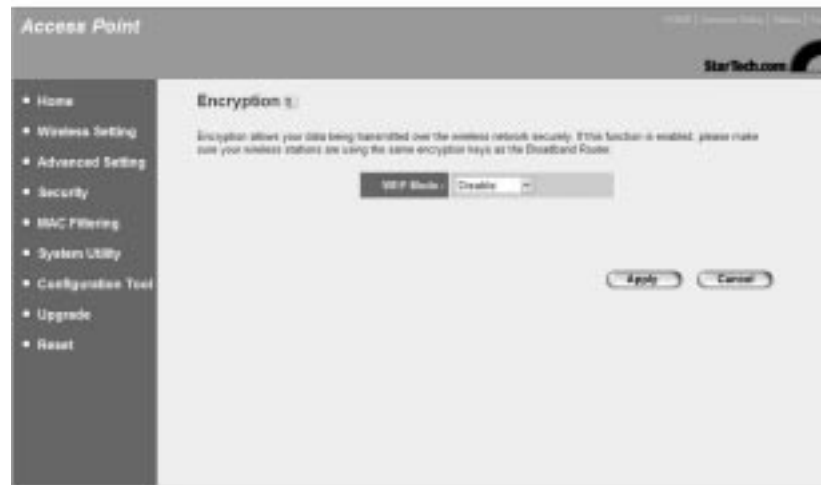 Access Point
HOME
StarTech.com
Home
Wireless Setting
Advanced Setting
Security
MAC Filtering
System Utility
Configuration Tool
Upgrade
Reset
Encryption
Encryption allows your data being transmitted over the wireless network securely. If this function is enabled, please make
sure your wireless stations are using the same encryption keys as the Broadband Router.
WEP Mode : Disable
Apply Cancel